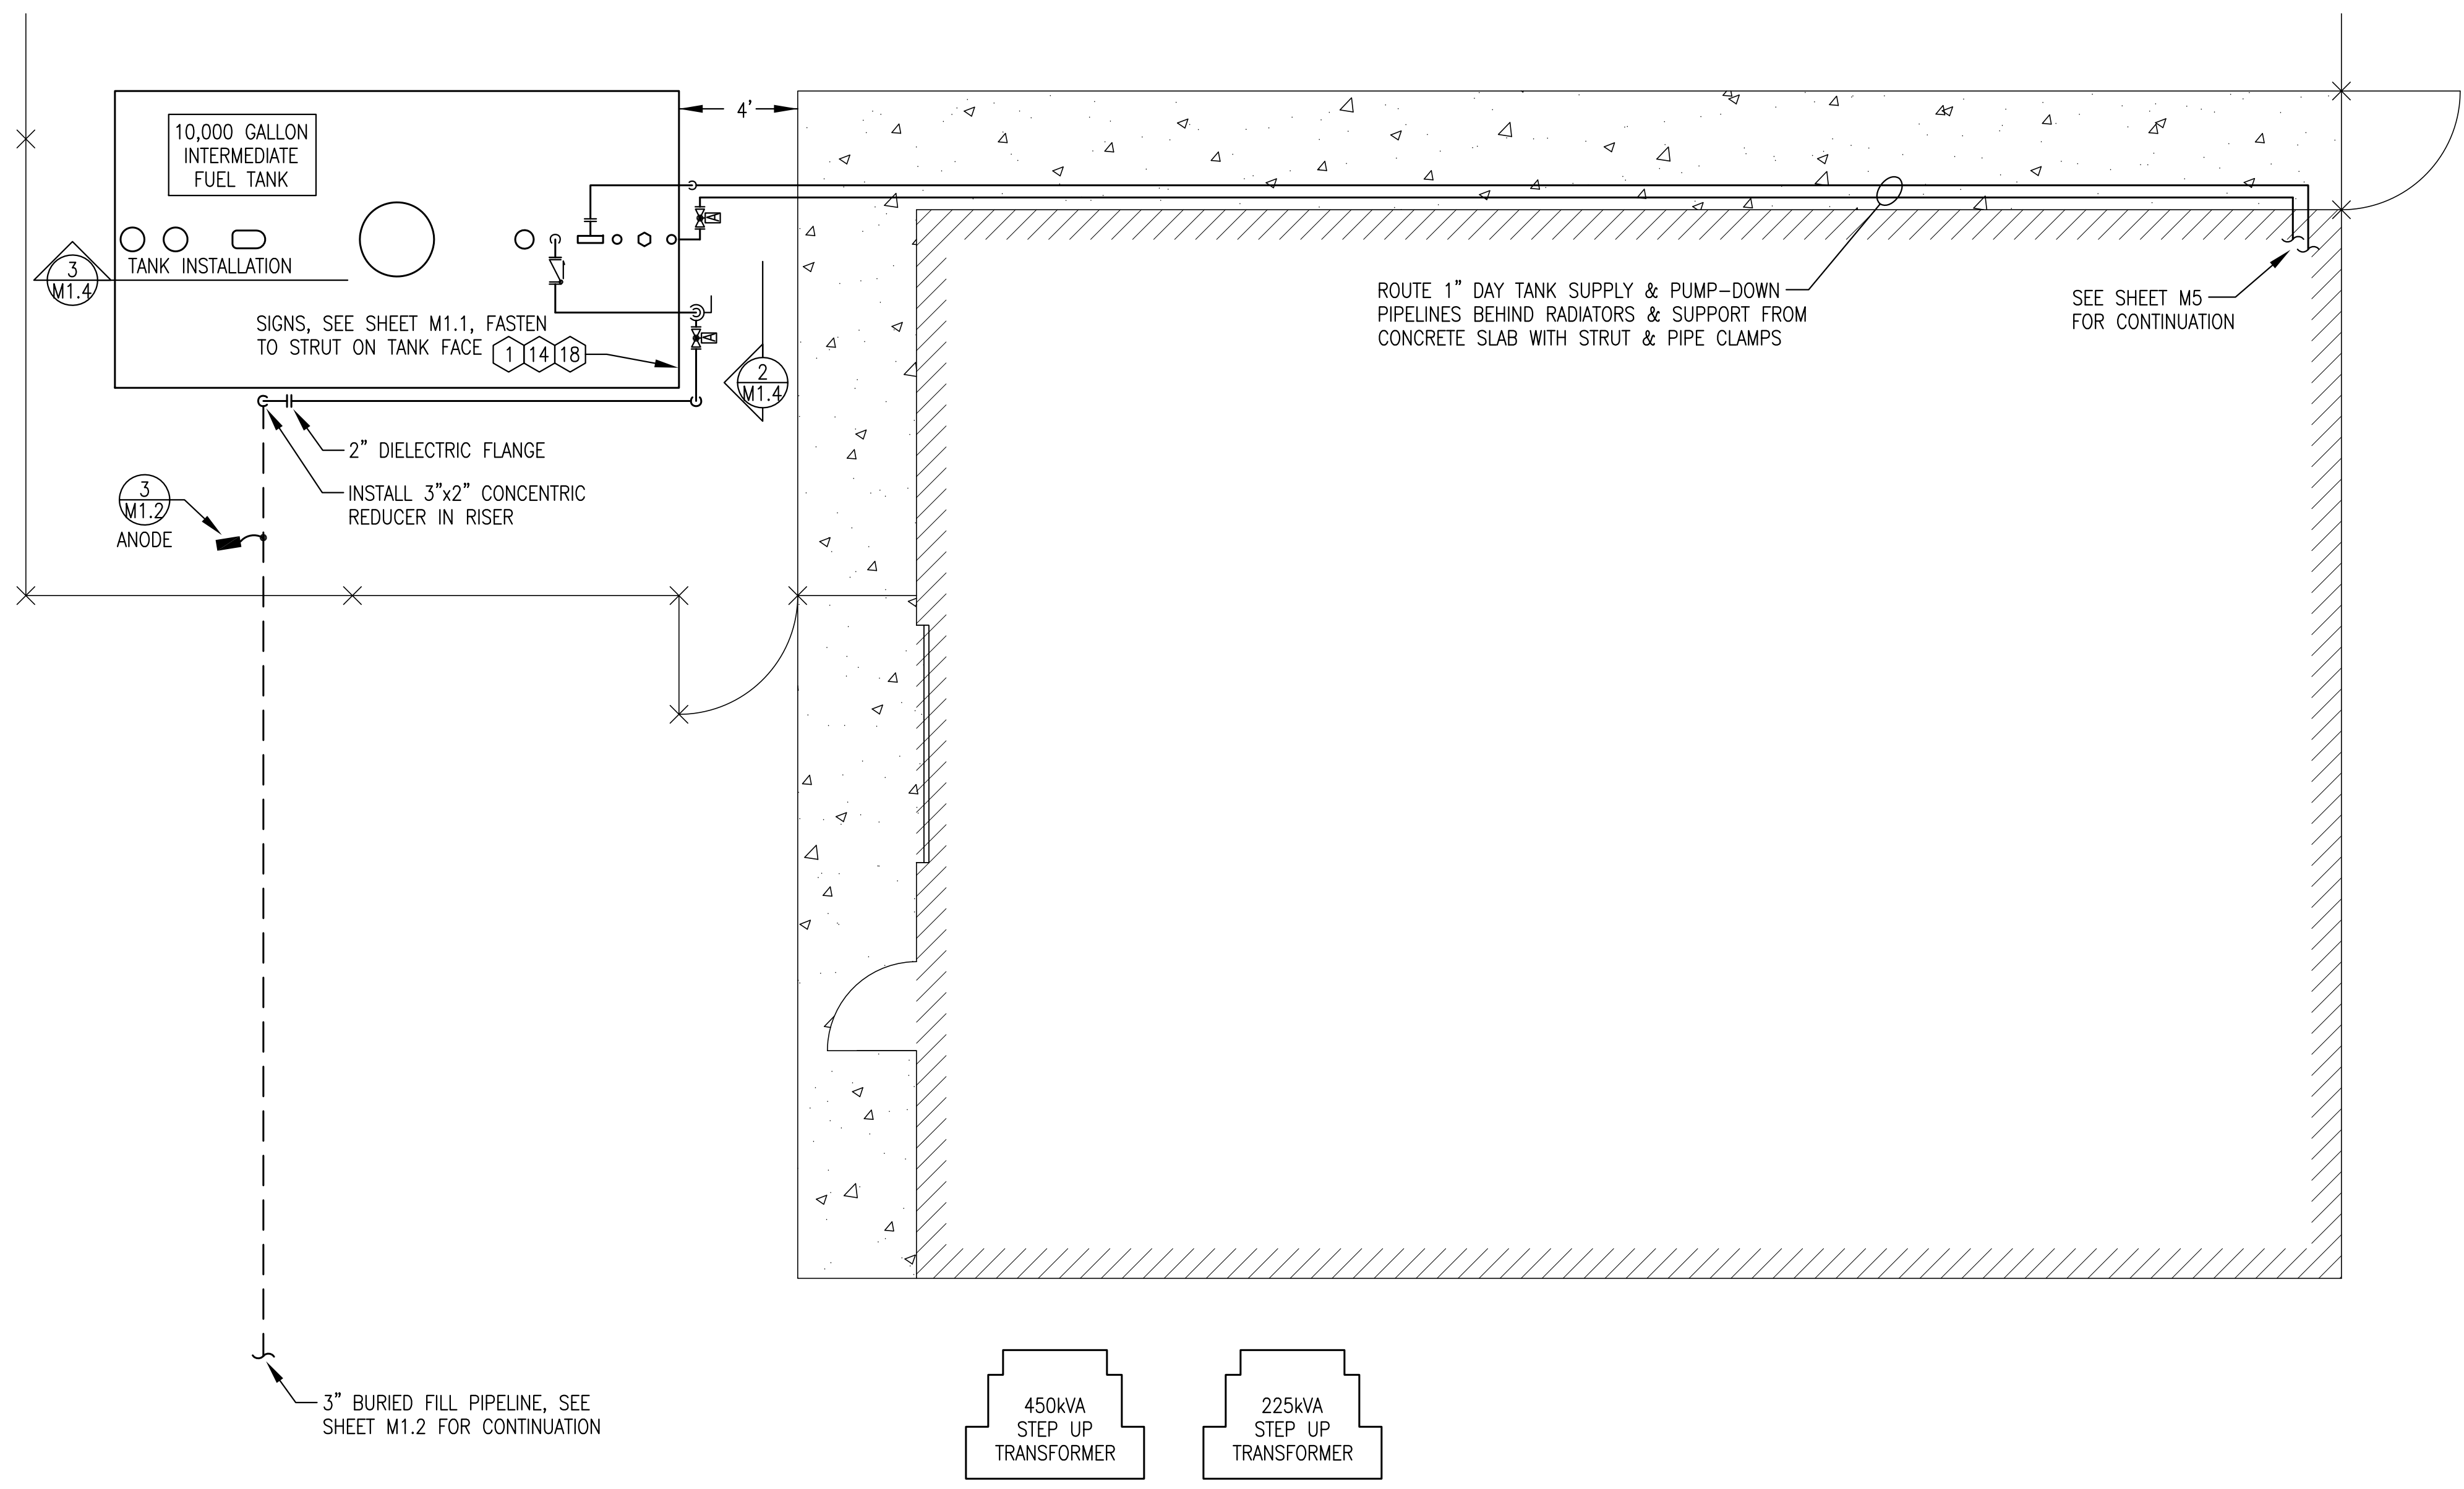 10,000 GALLON
INTERMEDIATE
FUEL TANK
4'
A
3
M1.4
TANK INSTALLATION
SIGNS, SEE SHEET M1.1, FASTEN
TO STRUT ON TANK FACE
1 14 18
A
2
M1.4
ROUTE 1" DAY TANK SUPPLY & PUMP-DOWN
PIPELINES BEHIND RADIATORS & SUPPORT FROM
CONCRETE SLAB WITH STRUT & PIPE CLAMPS
SEE SHEET M5
FOR CONTINUATION
2" DIELECTRIC FLANGE
INSTALL 3"x2" CONCENTRIC
REDUCER IN RISER
3
M1.2
ANODE
3" BURIED FILL PIPELINE, SEE
SHEET M1.2 FOR CONTINUATION
450kVA
STEP UP
TRANSFORMER
225kVA
STEP UP
TRANSFORMER